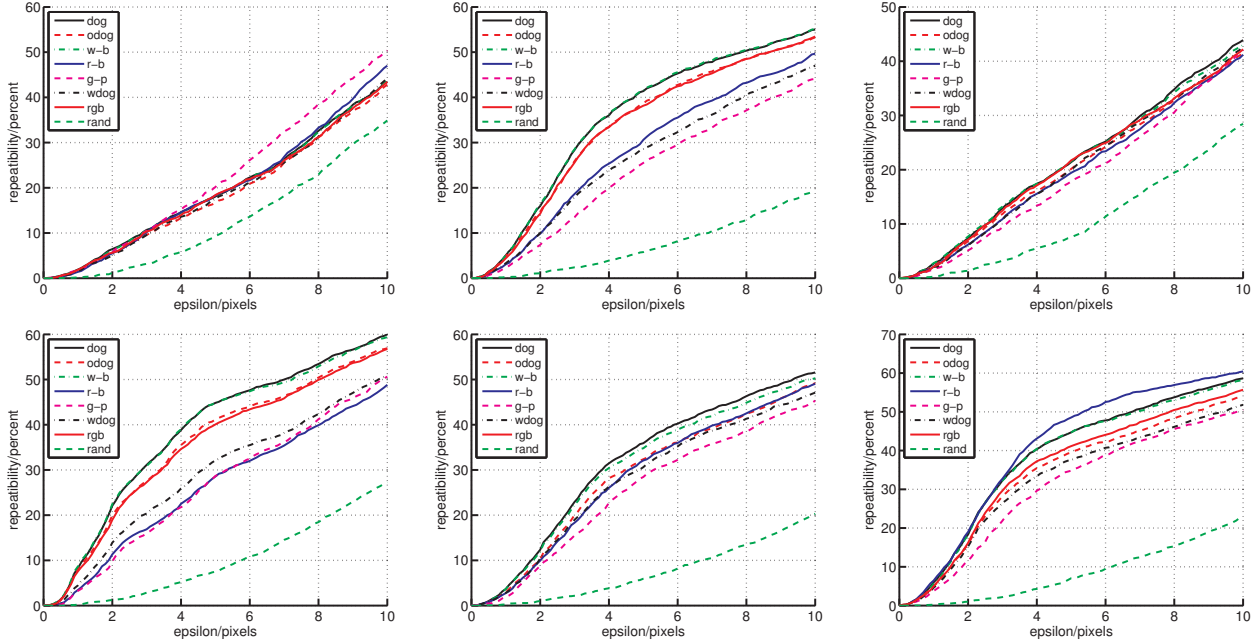 repeatibility/percent
60
50
40
30
20
10
0
dog
odog
w−b
r−b
g−p
wdog
rgb
rand
0 2 4 6 8 10
epsilon/pixels
repeatibility/percent
60
50
40
30
20
10
0
dog
odog
w−b
r−b
g−p
wdog
rgb
rand
0 2 4 6 8 10
epsilon/pixels
repeatibility/percent
50
40
30
20
10
0
dog
odog
w−b
r−b
g−p
wdog
rgb
rand
0 2 4 6 8 10
epsilon/pixels
repeatibility/percent
60
50
40
30
20
10
0
dog
odog
w−b
r−b
g−p
wdog
rgb
rand
0 2 4 6 8 10
epsilon/pixels
repeatibility/percent
60
50
40
30
20
10
0
dog
odog
w−b
r−b
g−p
wdog
rgb
rand
0 2 4 6 8 10
epsilon/pixels
repeatibility/percent
70
60
50
40
30
20
10
0
dog
odog
w−b
r−b
g−p
wdog
rgb
rand
0 2 4 6 8 10
epsilon/pixels